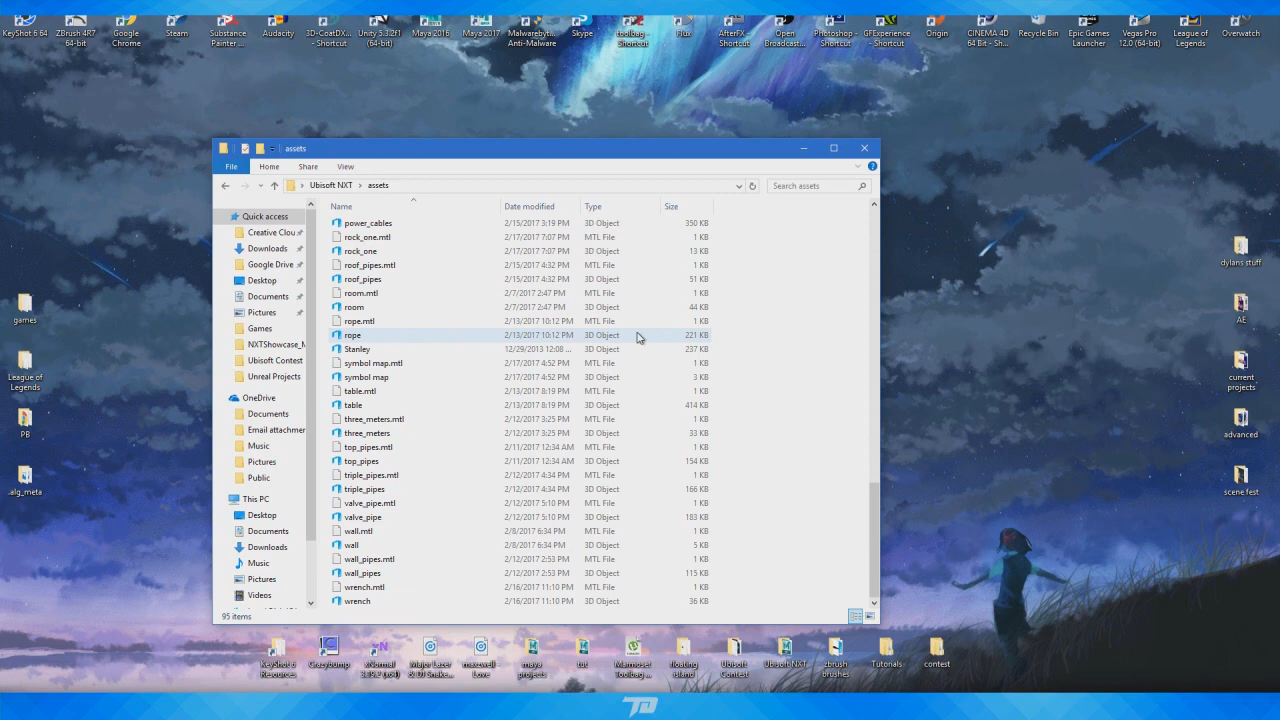 KeyShot 6 64
ZBrush 4R7
64-bit
Google
Chrome
Steam
Substance
Painter ...
Audacity
3D-CoatDX...
- Shortcut
Unity 5.3.2f1
(64-bit)
Maya 2016
Maya 2017
Malwarebyt...
Anti-Malware
Skype
toolbag -
Shortcut
Flux
AfterFX -
Shortcut
Open
Broadcast...
Photoshop -
Shortcut
GFExperience
- Shortcut
Origin
CINEMA 4D
64 Bit - Sh...
Recycle Bin
Epic Games
Launcher
Vegas Pro
12.0 (64-bit)
League of
Legends
Overwatch
assets
File Home Share View
Ubisoft NXT > assets
Search assets
Name Date modified Type Size
power_cables 2/15/2017 3:19 PM 3D Object 350 KB
rock_one.mtl 2/17/2017 7:07 PM MTL File 1 KB
rock_one 2/17/2017 7:07 PM 3D Object 13 KB
roof_pipes.mtl 2/15/2017 4:32 PM MTL File 1 KB
roof_pipes 2/15/2017 4:32 PM 3D Object 51 KB
room.mtl 2/7/2017 2:47 PM MTL File 1 KB
room 2/7/2017 2:47 PM 3D Object 44 KB
rope.mtl 2/13/2017 10:12 PM MTL File 1 KB
rope 2/13/2017 10:12 PM 3D Object 221 KB
Stanley 12/29/2013 12:08 ... 3D Object 237 KB
symbol map.mtl 2/17/2017 4:52 PM MTL File 1 KB
symbol map 2/17/2017 4:52 PM 3D Object 3 KB
table.mtl 2/13/2017 8:19 PM MTL File 1 KB
table 2/13/2017 8:19 PM 3D Object 414 KB
three_meters.mtl 2/12/2017 3:25 PM MTL File 1 KB
three_meters 2/12/2017 3:25 PM 3D Object 33 KB
top_pipes.mtl 2/11/2017 12:34 AM MTL File 1 KB
top_pipes 2/11/2017 12:34 AM 3D Object 154 KB
triple_pipes.mtl 2/12/2017 4:34 PM MTL File 1 KB
triple_pipes 2/12/2017 4:34 PM 3D Object 166 KB
valve_pipe.mtl 2/12/2017 5:10 PM MTL File 1 KB
valve_pipe 2/12/2017 5:10 PM 3D Object 183 KB
wall.mtl 2/8/2017 6:34 PM MTL File 1 KB
wall 2/8/2017 6:34 PM 3D Object 5 KB
wall_pipes.mtl 2/12/2017 2:53 PM MTL File 1 KB
wall_pipes 2/12/2017 2:53 PM 3D Object 115 KB
wrench.mtl 2/16/2017 11:10 PM MTL File 1 KB
wrench 2/16/2017 11:10 PM 3D Object 36 KB
Quick access
Creative Clou
Downloads
Google Drive
Desktop
Documents
Pictures
Games
NXTShowcase_M
Ubisoft Contest
Unreal Projects
OneDrive
Documents
Email attachmen
Music
Pictures
Public
This PC
Desktop
Documents
Downloads
Music
Pictures
Videos
95 items
games
League of
Legends
PB
.alg_meta
dylans stuff
AE
current
projects
advanced
scene fest
KeyShot 6
Resources
Crazybump
xNormal
3.19.2 (x64)
Major Lazer
& DJ Snake...
maxzwell
Love
maya
projects
tut
Marmoset
Toolbag ...
floating
island
Ubisoft
Contest
Ubisoft NXT
zbrush
brushes
Tutorials
contest
TD